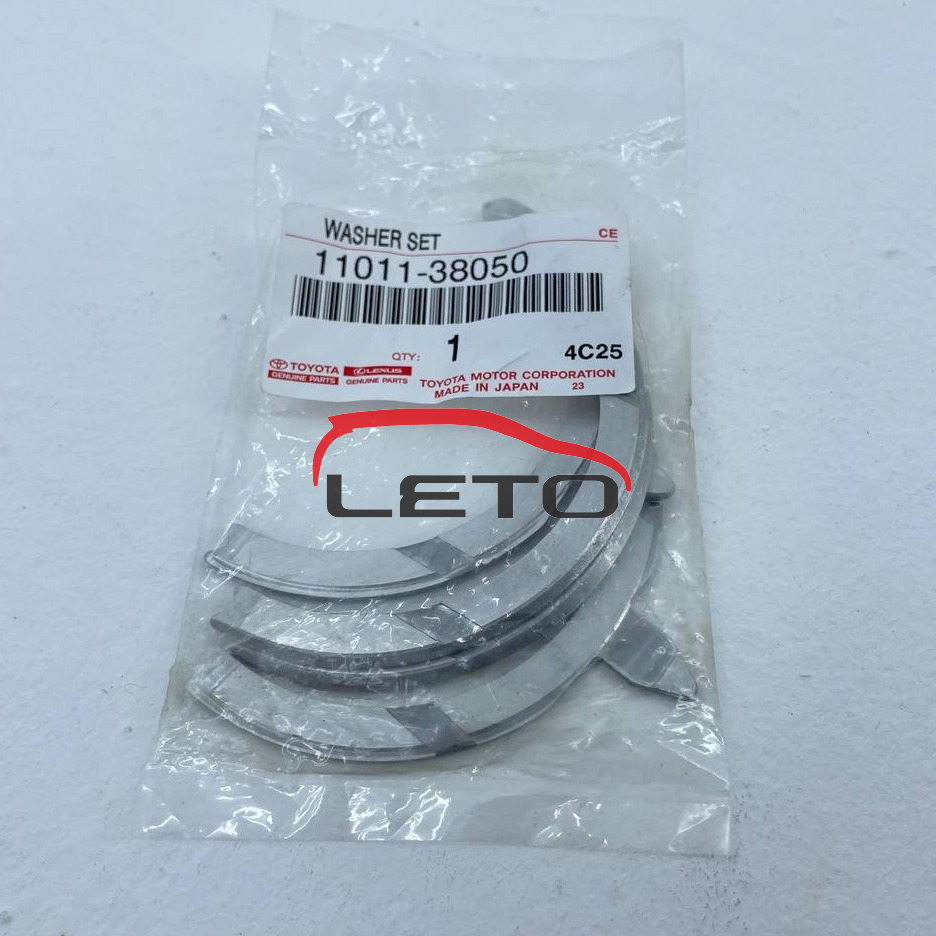 WASHER SET
CE
11011-38050
QTY: 1
4C25
TOYOTA
GENUINE PARTS
LEXUS
GENUINE PARTS
TOYOTA MOTOR CORPORATION
MADE IN JAPAN 23
LETO